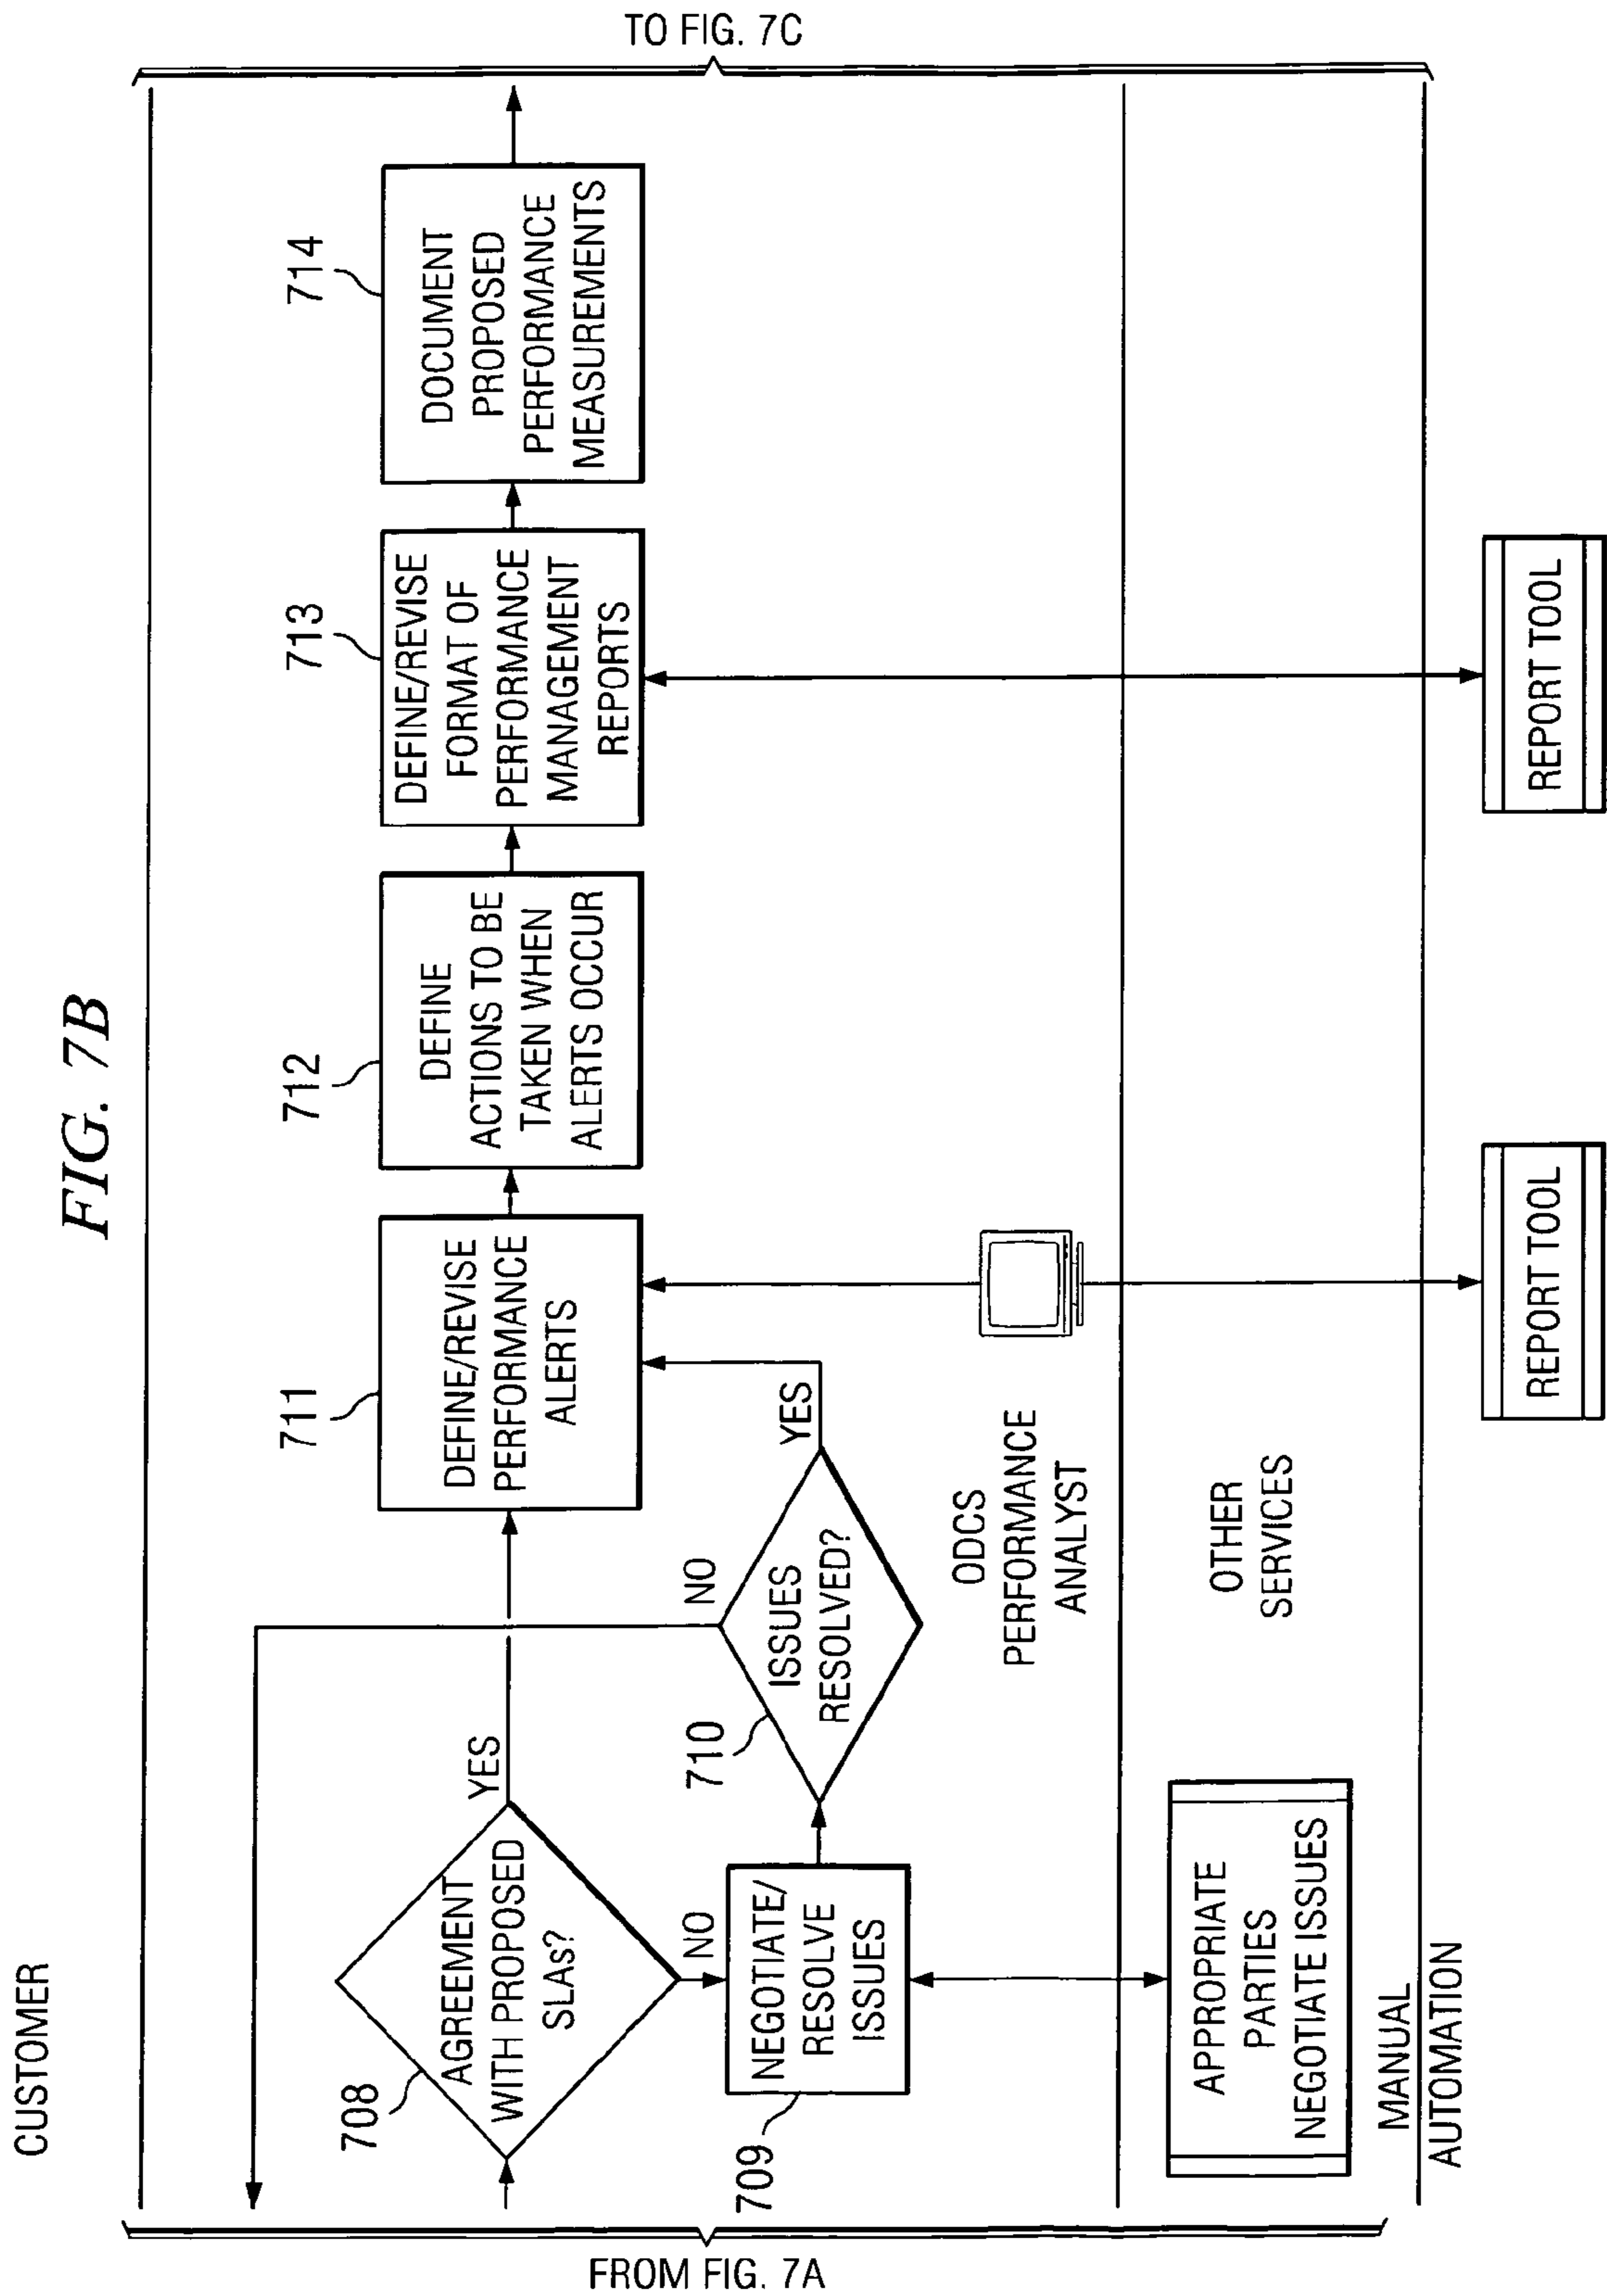 FIG. 7B
CUSTOMER
FROM FIG. 7A
TO FIG. 7C
708
AGREEMENT
WITH PROPOSED
SLAs?
YES
NO
709
NEGOTIATE/
RESOLVE
ISSUES
710
ISSUES
RESOLVED?
NO
YES
711
DEFINE/REVISE
PERFORMANCE
ALERTS
712
DEFINE
ACTIONS TO BE
TAKEN WHEN
ALERTS OCCUR
713
DEFINE/REVISE
FORMAT OF
PERFORMANCE
MANAGEMENT
REPORTS
714
DOCUMENT
PROPOSED
PERFORMANCE
MEASUREMENTS
ODCS
PERFORMANCE
ANALYST
OTHER
SERVICES
APPROPRIATE
PARTIES
NEGOTIATE ISSUES
MANUAL
AUTOMATION
REPORT TOOL
REPORT TOOL